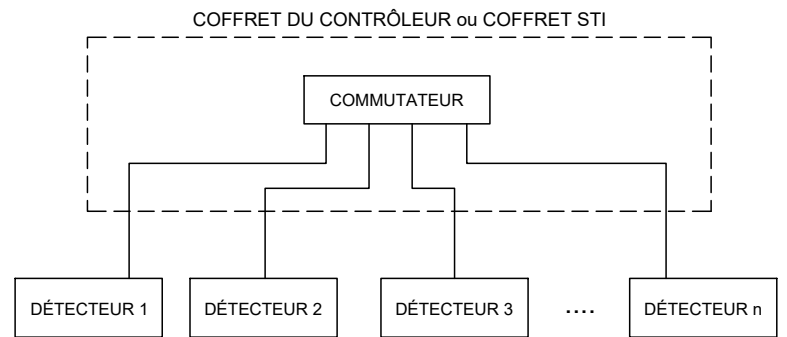 COFFRET DU CONTRÔLEUR ou COFFRET STI
COMMUTATEUR
DÉTECTEUR 1
DÉTECTEUR 2
DÉTECTEUR 3
....
DÉTECTEUR n